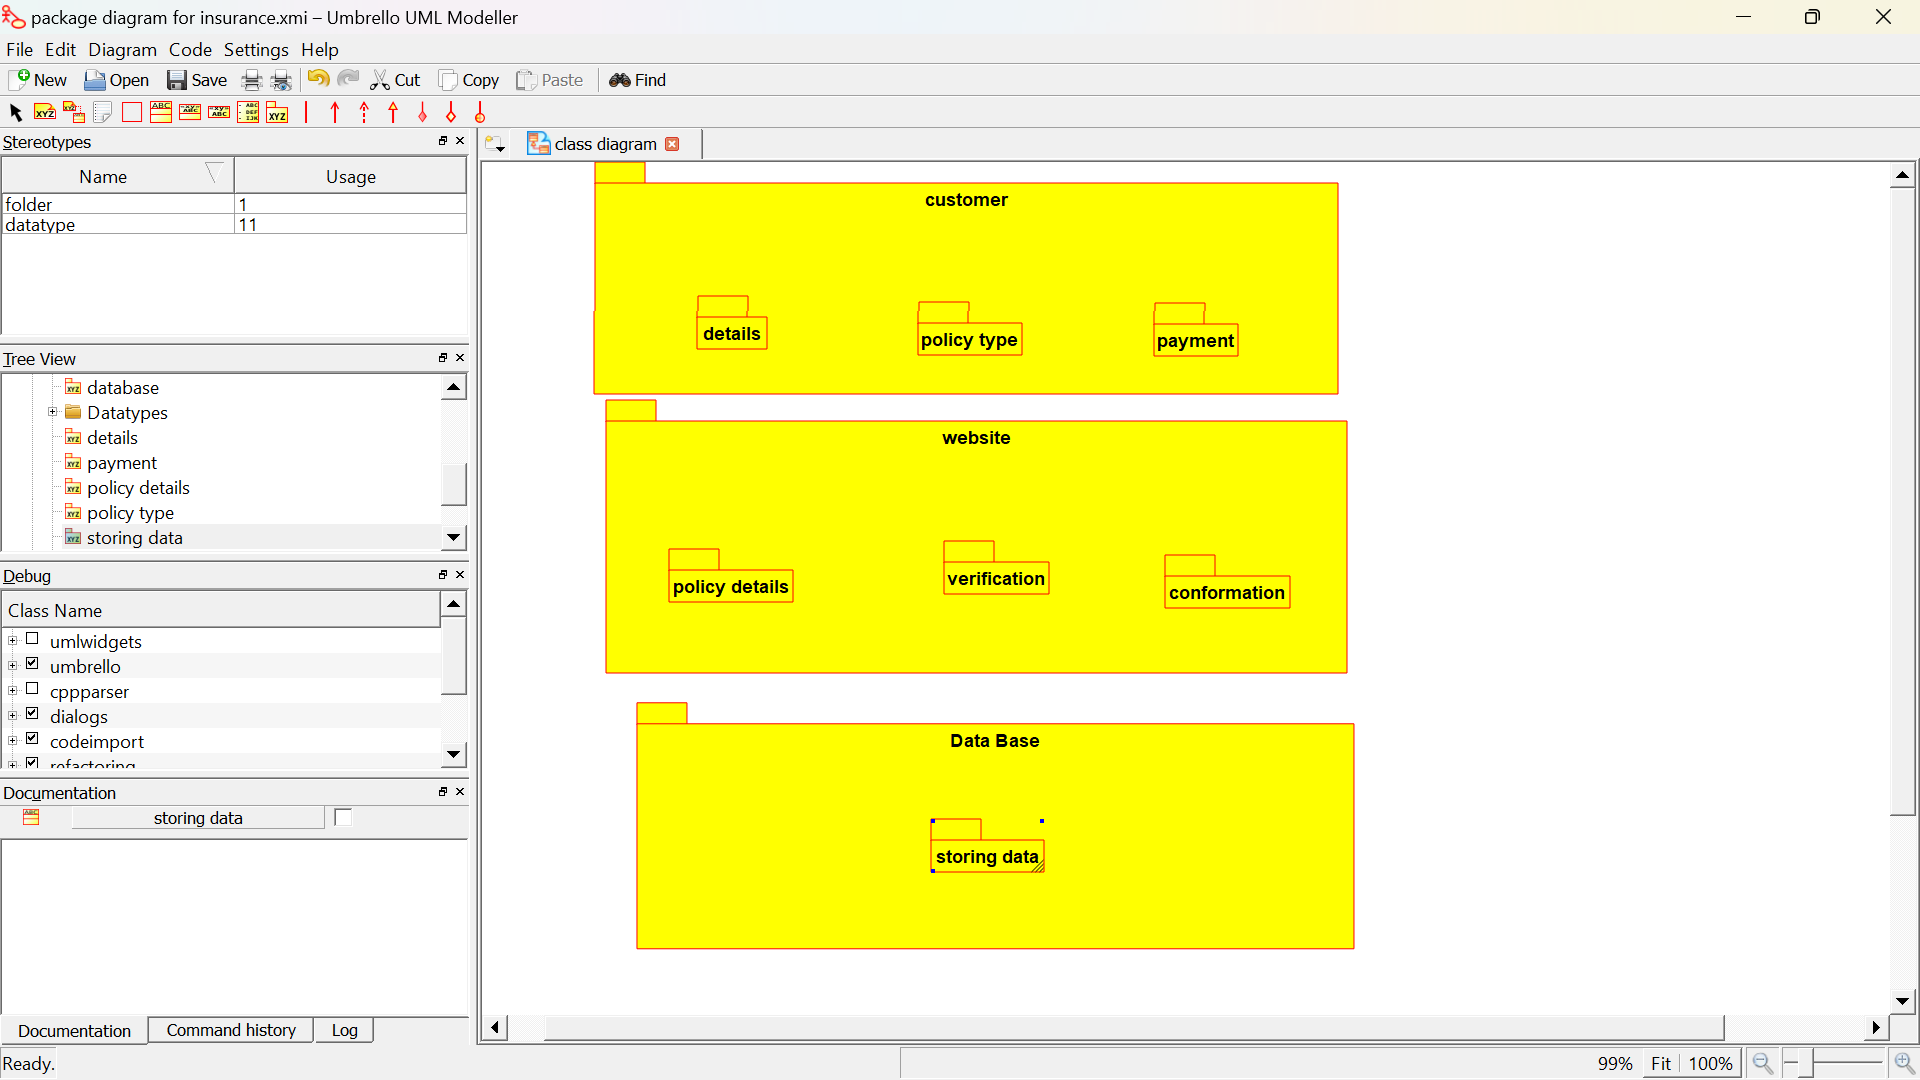 package diagram for insurance.xmi – Umbrello UML Modeller
File Edit Diagram Code Settings Help
New Open Save Cut Copy Paste Find
Stereotypes
Name Usage
folder 1
datatype 11
Tree View
database
Datatypes
details
payment
policy details
policy type
storing data
Debug
Class Name
umlwidgets
umbrello
cppparser
dialogs
codeimport
refactoring
Documentation
storing data
Documentation Command history Log
Ready.
class diagram
customer
details policy type payment
website
policy details verification conformation
Data Base
storing data
99% Fit 100%